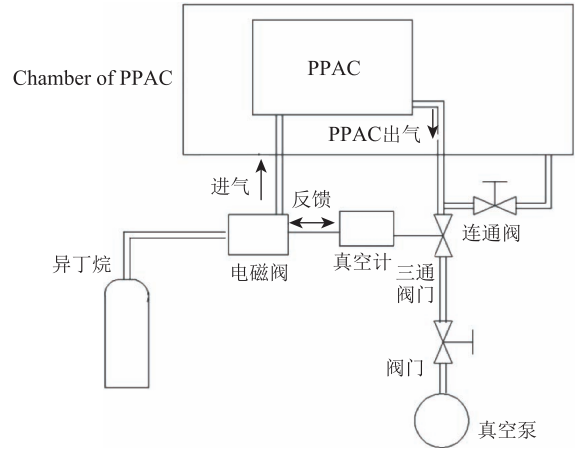 PPAC
Chamber of PPAC
PPAC出气
进气
反馈
连通阀
异丁烷
电磁阀
真空计
三通
阀门
阀门
真空泵